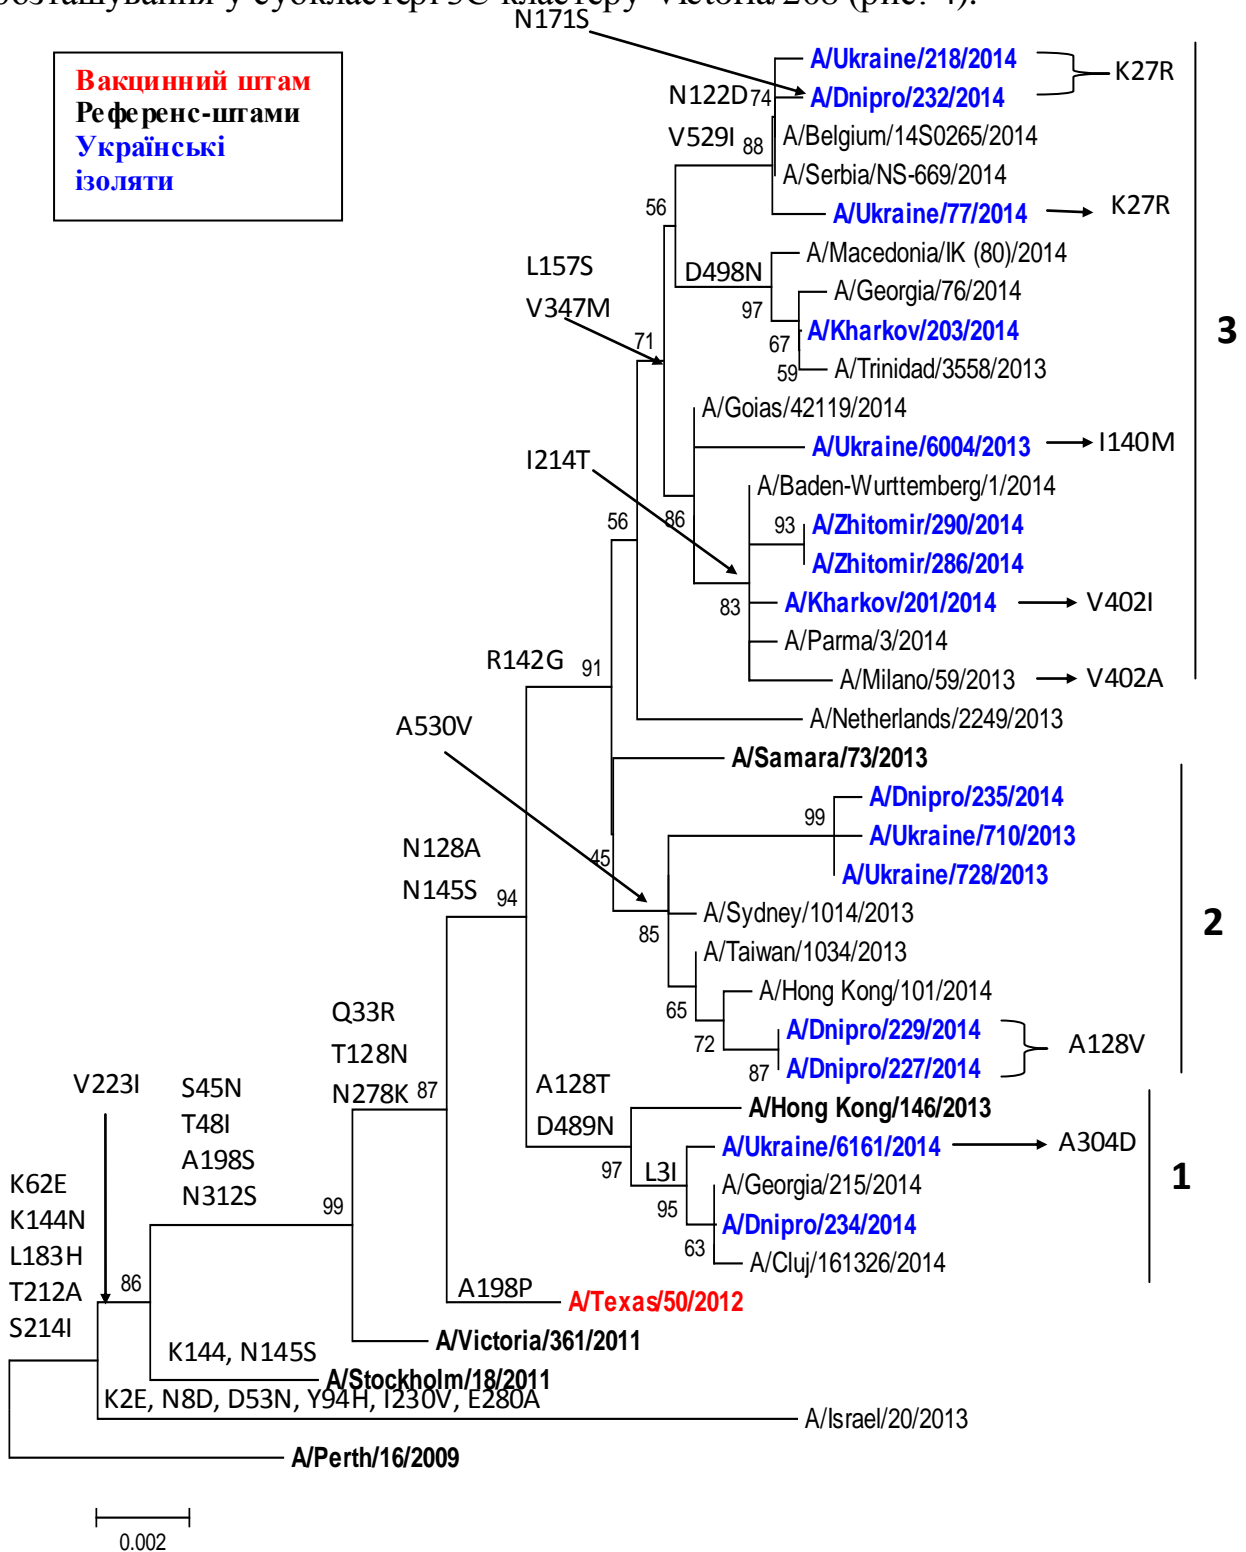 розташування у субкластері 3С кластеру Victoria/208 (рис. 4).
N171S
Вакцинний штам
Референс-штами
Українські
ізоляти
A/Ukraine/218/2014
K27R
N122D
74
A/Dnipro/232/2014
V529I
88
A/Belgium/14S0265/2014
A/Serbia/NS-669/2014
56
A/Ukraine/77/2014
K27R
L157S
V347M
D498N
A/Macedonia/IK (80)/2014
97
A/Georgia/76/2014
A/Kharkov/203/2014
3
71
67
59
A/Trinidad/3558/2013
A/Goias/42119/2014
A/Ukraine/6004/2013
I140M
I214T
A/Baden-Wurttemberg/1/2014
56
86
93
A/Zhitomir/290/2014
A/Zhitomir/286/2014
83
A/Kharkov/201/2014
V402I
A/Parma/3/2014
R142G
91
A/Milano/59/2013
V402A
A/Netherlands/2249/2013
A530V
A/Samara/73/2013
A/Dnipro/235/2014
99
A/Ukraine/710/2013
N128A
N145S
45
A/Ukraine/728/2013
94
A/Sydney/1014/2013
2
85
A/Taiwan/1034/2013
A/Hong Kong/101/2014
65
A/Dnipro/229/2014
72
A128V
87
A/Dnipro/227/2014
Q33R
T128N
N278K
87
A128T
D489N
A/Hong Kong/146/2013
A/Ukraine/6161/2014
A304D
97
L3I
A/Georgia/215/2014
1
95
A/Dnipro/234/2014
63
A/Cluj/161326/2014
V223I
S45N
T48I
A198S
N312S
99
K62E
K144N
L183H
T212A
S214I
86
A198P
A/Texas/50/2012
A/Victoria/361/2011
K144, N145S
A/Stockholm/18/2011
K2E, N8D, D53N, Y94H, I230V, E280A
A/Israel/20/2013
A/Perth/16/2009
0.002